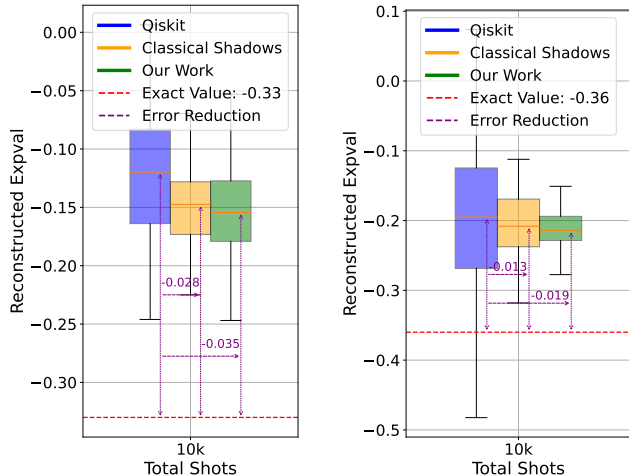 Qiskit
Classical Shadows
Our Work
Exact Value: -0.33
Error Reduction
Reconstructed Expval
0.00
−0.05
−0.10
−0.15
−0.20
−0.25
−0.30
-0.028
-0.035
10k
Total Shots
Qiskit
Classical Shadows
Our Work
Exact Value: -0.36
Error Reduction
Reconstructed Expval
0.1
0.0
−0.1
−0.2
−0.3
−0.4
−0.5
-0.013
-0.019
10k
Total Shots